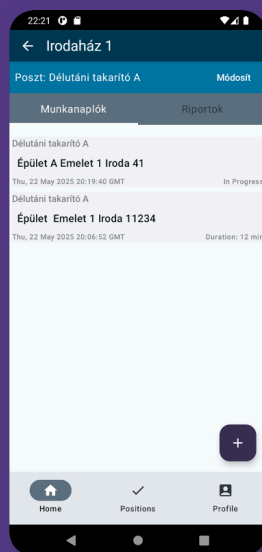 22:21
Irodaház 1
Poszt: Délutáni takarító A Módosít
Munkanaplók Riportok
Délutáni takarító A
Épület A Emelet 1 Iroda 41
Thu, 22 May 2025 20:19:40 GMT In Progress
Délutáni takarító A
Épület Emelet 1 Iroda 11234
Thu, 22 May 2025 20:06:52 GMT Duration: 12 min
+
Home Positions Profile